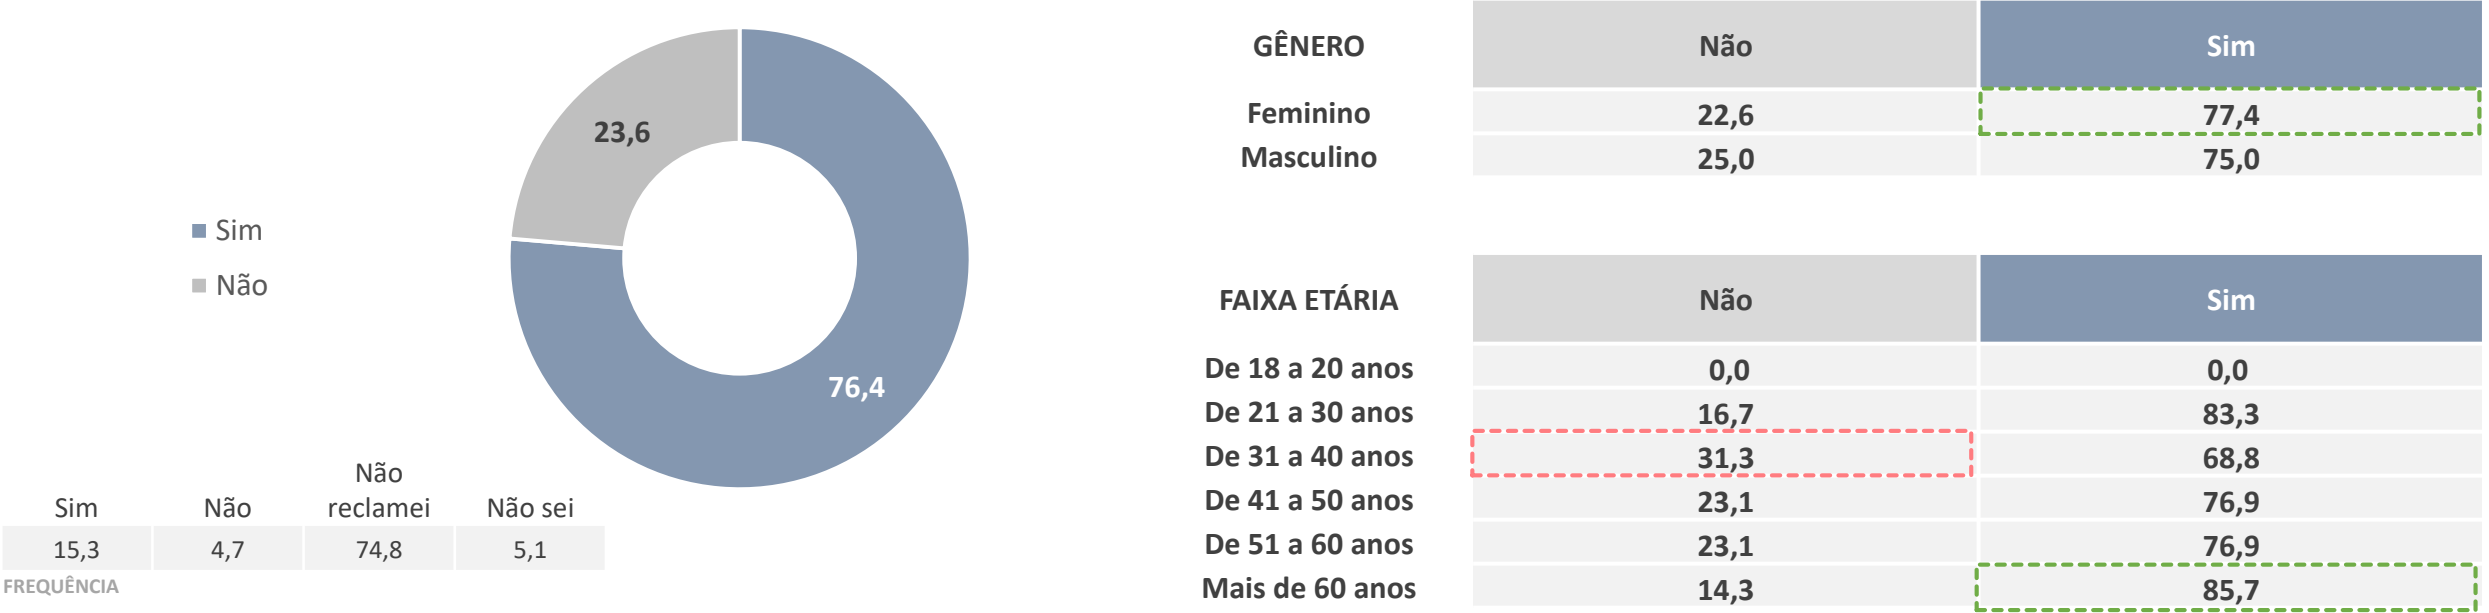 23,6
76,4
Sim
Não
Sim Não Não reclamei Não sei
15,3 4,7 74,8 5,1
FREQUÊNCIA
GÊNERO Não Sim
Feminino 22,6 77,4
Masculino 25,0 75,0
FAIXA ETÁRIA Não Sim
De 18 a 20 anos 0,0 0,0
De 21 a 30 anos 16,7 83,3
De 31 a 40 anos 31,3 68,8
De 41 a 50 anos 23,1 76,9
De 51 a 60 anos 23,1 76,9
Mais de 60 anos 14,3 85,7